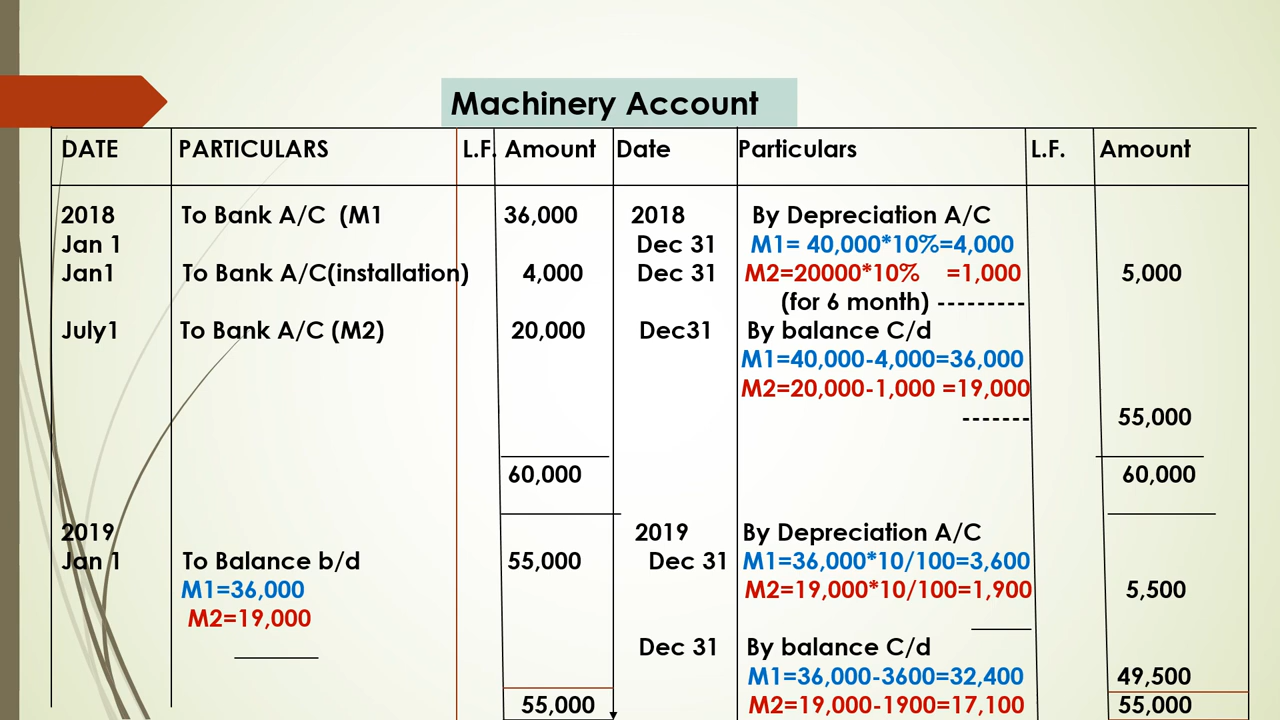 Machinery Account
DATE PARTICULARS L.F. Amount Date Particulars L.F. Amount
2018 To Bank A/C (M1 36,000 2018 By Depreciation A/C
Jan 1 Dec 31 M1= 40,000*10%=4,000
Jan1 To Bank A/C(installation) 4,000 Dec 31 M2=20000*10% =1,000 5,000
(for 6 month) ---------
July1 To Bank A/C (M2) 20,000 Dec31 By balance C/d
M1=40,000-4,000=36,000
M2=20,000-1,000 =19,000
------- 55,000
60,000 60,000
2019 2019 By Depreciation A/C
Jan 1 To Balance b/d 55,000 Dec 31 M1=36,000*10/100=3,600
M1=36,000 M2=19,000*10/100=1,900 5,500
M2=19,000
Dec 31 By balance C/d
M1=36,000-3600=32,400 49,500
55,000 M2=19,000-1900=17,100 55,000